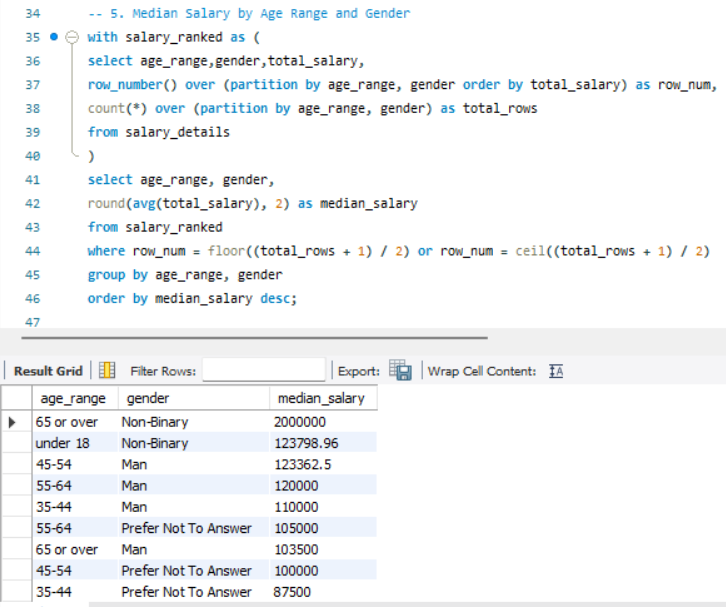 34 -- 5. Median Salary by Age Range and Gender
35 with salary_ranked as (
36 select age_range,gender,total_salary,
37 row_number() over (partition by age_range, gender order by total_salary) as row_num,
38 count(*) over (partition by age_range, gender) as total_rows
39 from salary_details
40 )
41 select age_range, gender,
42 round(avg(total_salary), 2) as median_salary
43 from salary_ranked
44 where row_num = floor((total_rows + 1) / 2) or row_num = ceil((total_rows + 1) / 2)
45 group by age_range, gender
46 order by median_salary desc;
47
Result Grid Filter Rows: Export: Wrap Cell Content: IA
age_range gender median_salary
65 or over Non-Binary 2000000
under 18 Non-Binary 123798.96
45-54 Man 123362.5
55-64 Man 120000
35-44 Man 110000
55-64 Prefer Not To Answer 105000
65 or over Man 103500
45-54 Prefer Not To Answer 100000
35-44 Prefer Not To Answer 87500